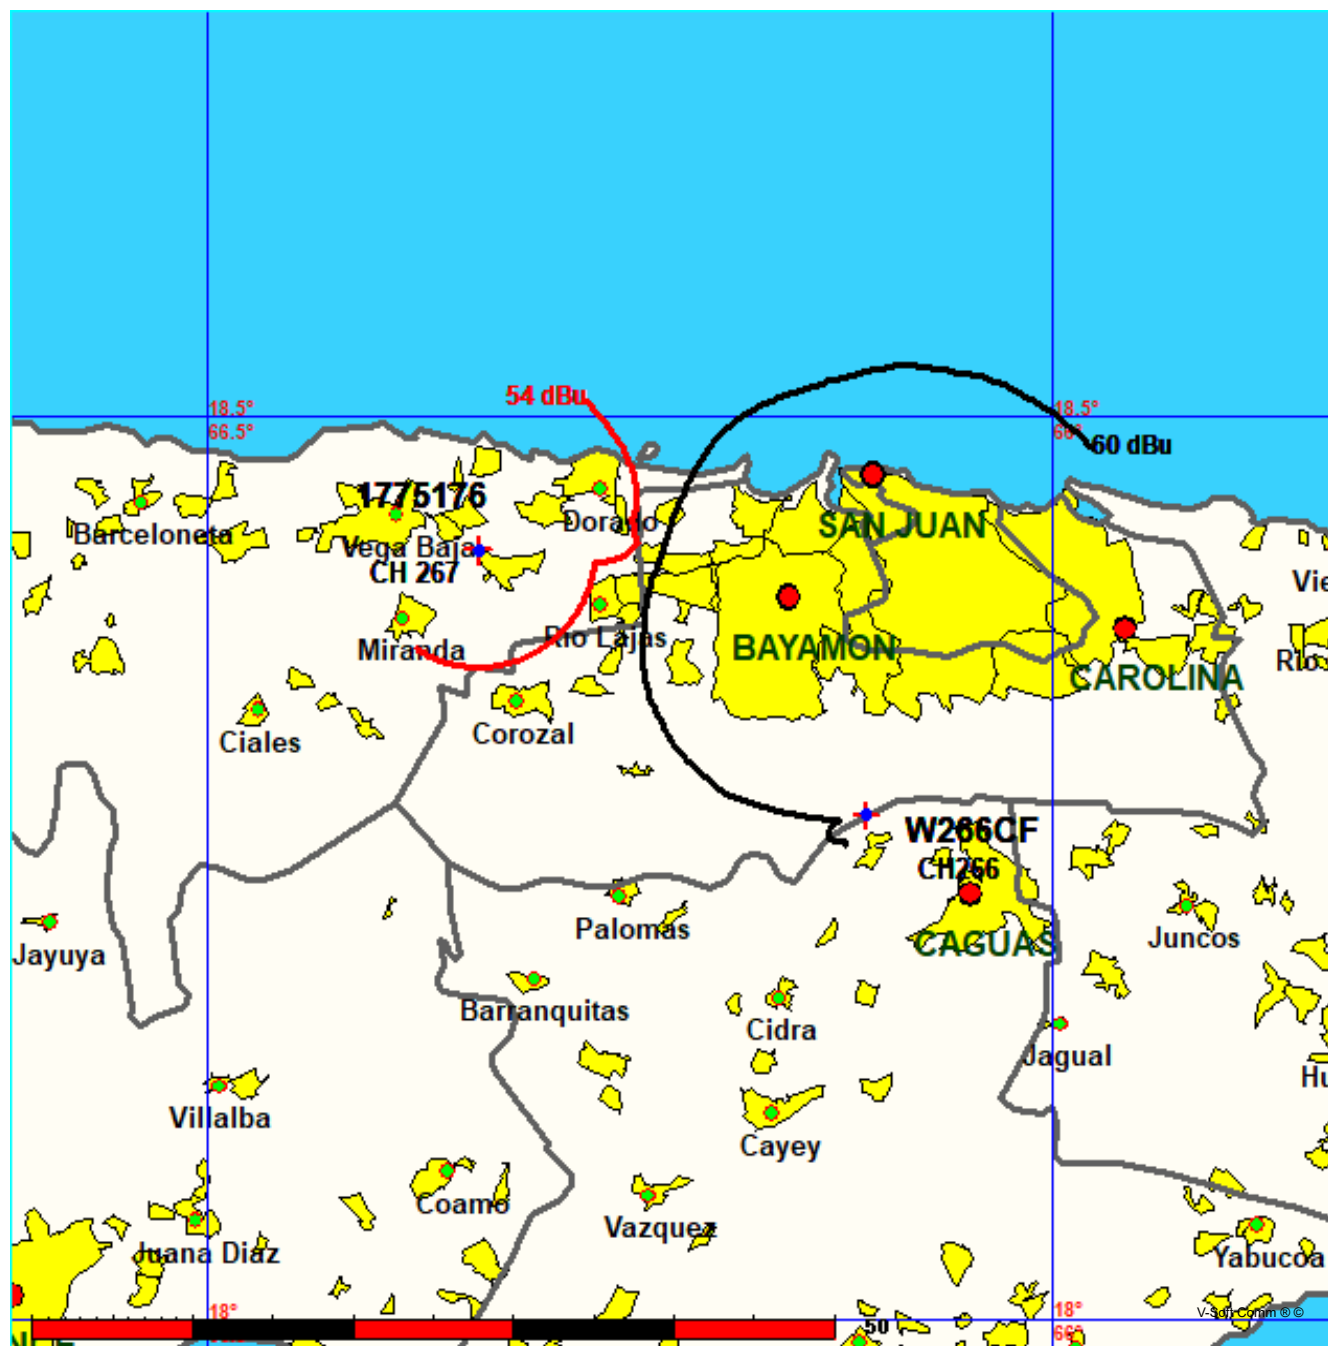 54 dBu
18.5°
66.5°
18.5°
66°
60 dBu
1775176
Barceloneta
Vega Baja
CH 267
Dorado
SAN JUAN
Vie
Miranda
Rio Lajas
BAYAMON
CAROLINA
Rio
Ciales
Corozal
W266CF
CH266
Jayuya
Palomas
CAGUAS
Juncos
Barranquitas
Cidra
Jagual
Hu
Villalba
Cayey
Coamo
Vazquez
Juana Diaz
Yabucoa
18°
18°
66°
V-Soft Comm ® ©
50